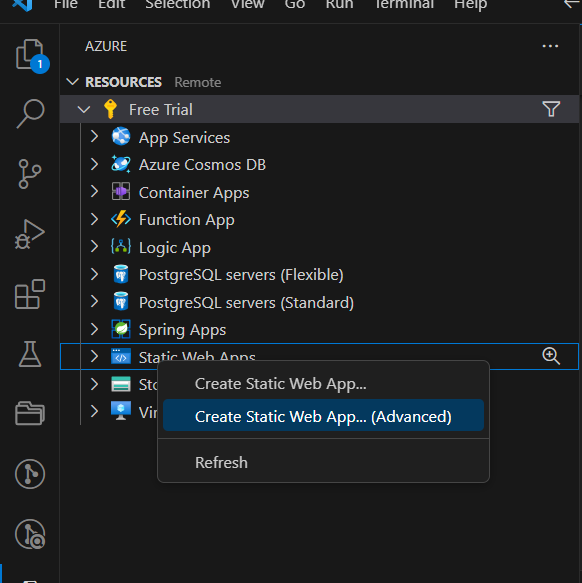 File Edit Selection View Go Run Terminal Help
AZURE
1
RESOURCES Remote
Free Trial
App Services
Azure Cosmos DB
Container Apps
Function App
Logic App
PostgreSQL servers (Flexible)
PostgreSQL servers (Standard)
Spring Apps
Static Web Apps
Sto
Create Static Web App...
Vir
Create Static Web App... (Advanced)
Refresh